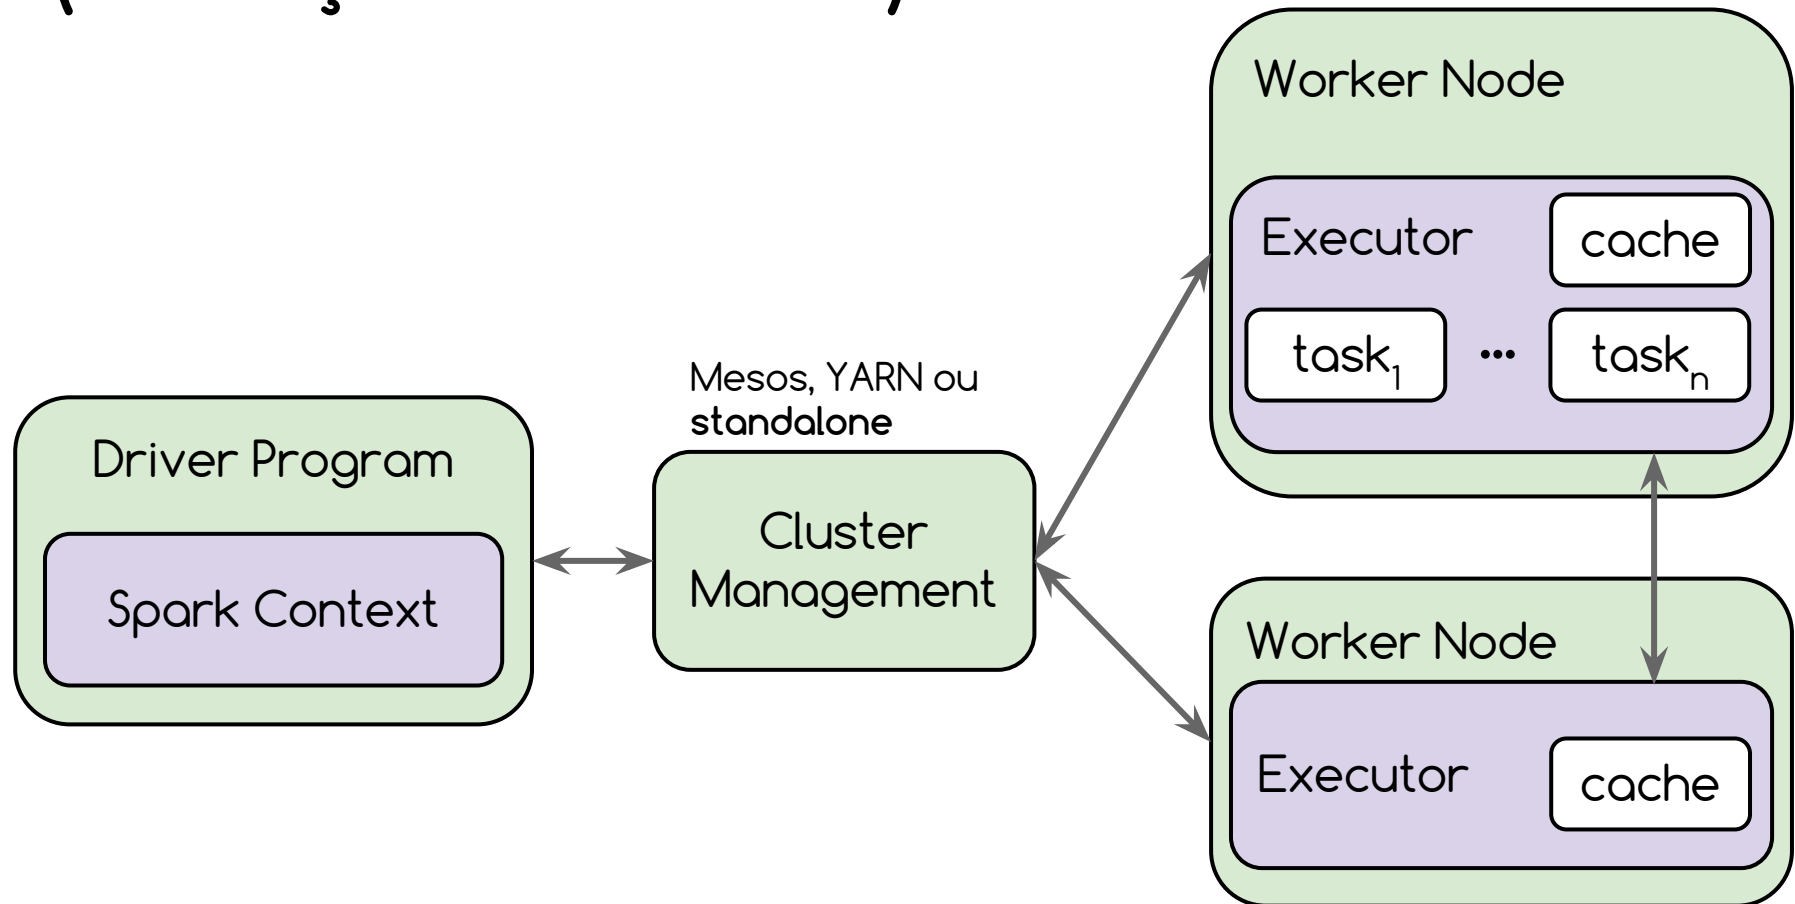 Driver Program
Spark Context
Mesos, YARN ou
standalone
Cluster
Management
Worker Node
Executor
cache
task1
...
taskn
Worker Node
Executor
cache